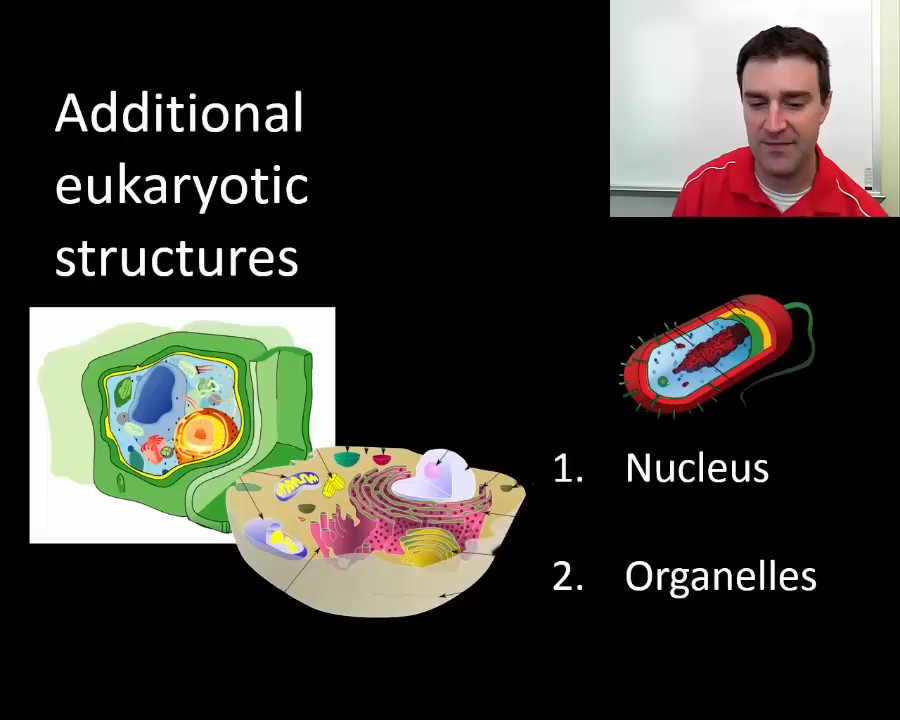 Additional
eukaryotic
structures
1. Nucleus
2. Organelles